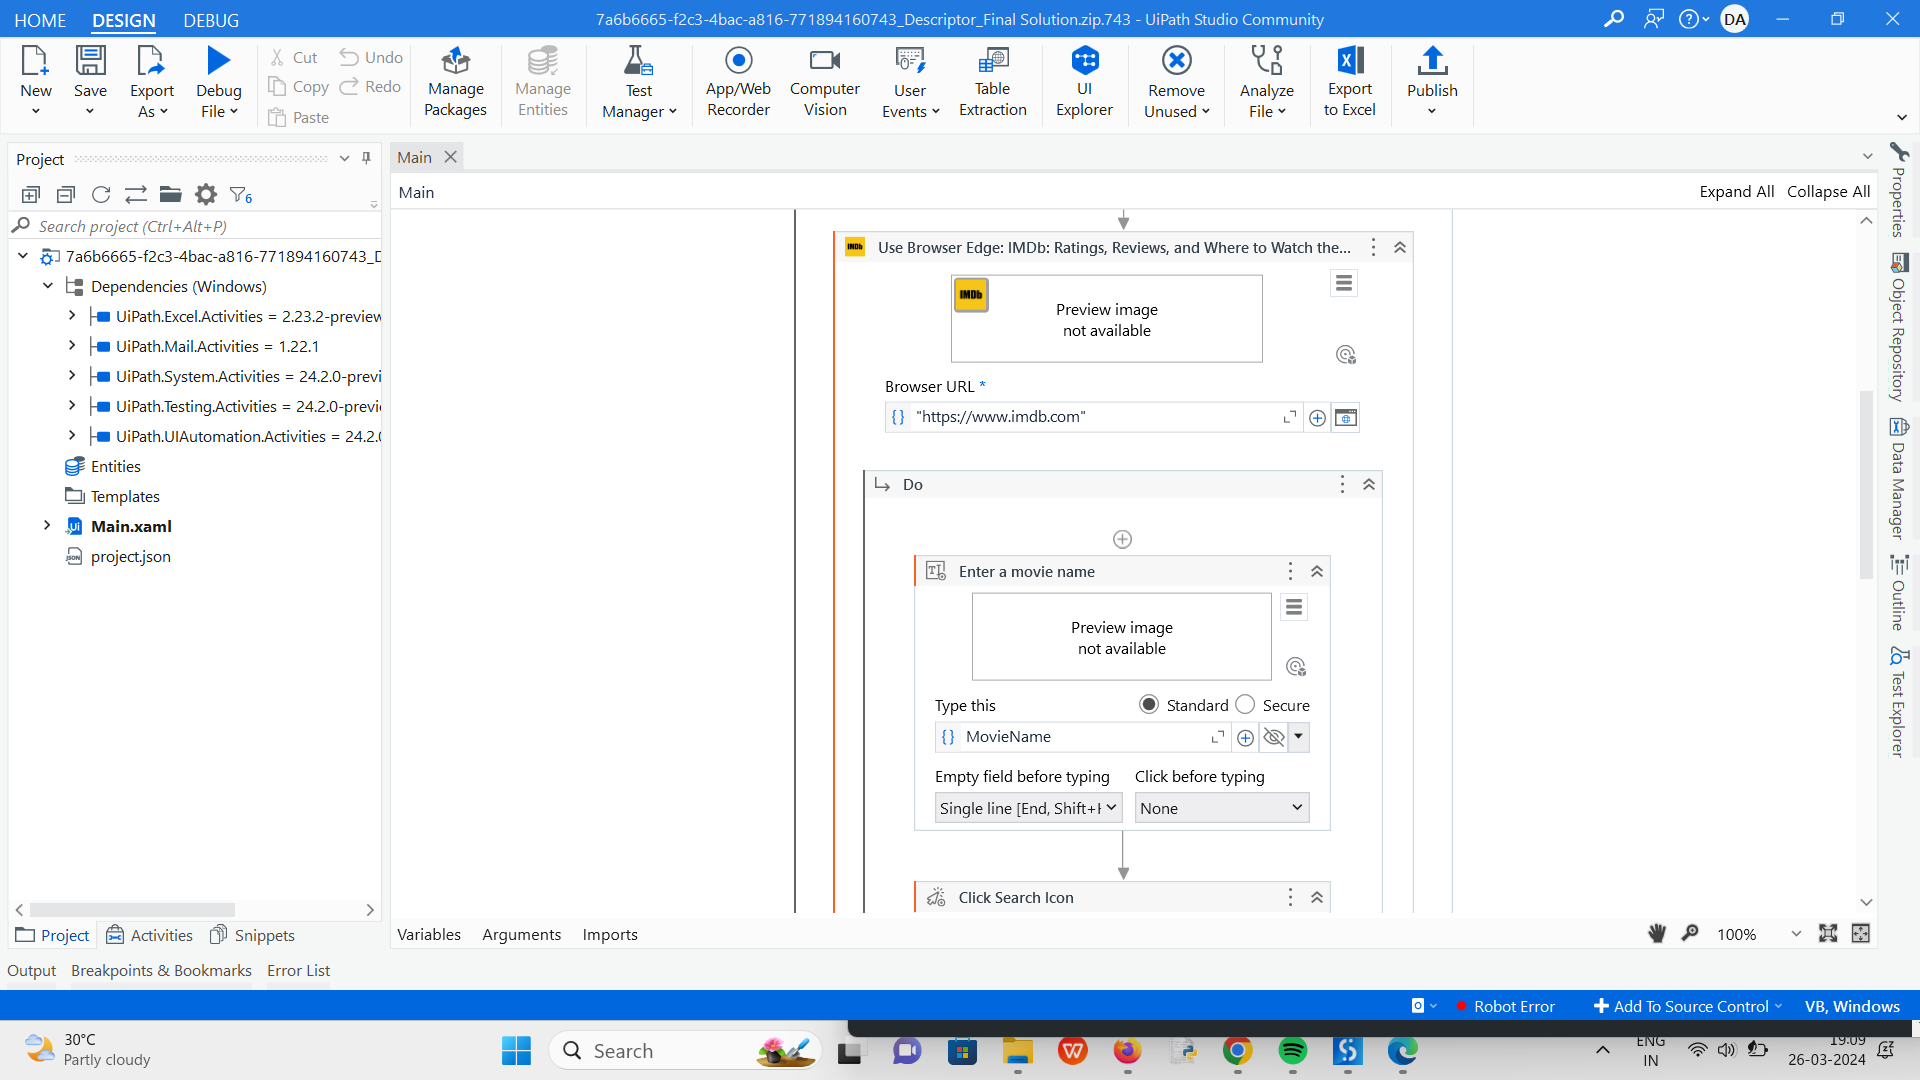 HOME DESIGN DEBUG
7a6b6665-f2c3-4bac-a816-771894160743_Descriptor_Final Solution.zip.743 - UiPath Studio Community
DA
New
Save
Export
As
Debug
File
Cut
Copy
Paste
Undo
Redo
Manage
Packages
Manage
Entities
Test
Manager
App/Web
Recorder
Computer
Vision
User
Events
Table
Extraction
UI
Explorer
Remove
Unused
Analyze
File
Export
to Excel
Publish
Project
6
Search project (Ctrl+Alt+P)
7a6b6665-f2c3-4bac-a816-771894160743_D
Dependencies (Windows)
UiPath.Excel.Activities = 2.23.2-preview
UiPath.Mail.Activities = 1.22.1
UiPath.System.Activities = 24.2.0-previ
UiPath.Testing.Activities = 24.2.0-previ
UiPath.UIAutomation.Activities = 24.2.0
Entities
Templates
Main.xaml
project.json
Project Activities Snippets
Main
Main
Expand All Collapse All
IMDb Use Browser Edge: IMDb: Ratings, Reviews, and Where to Watch the...
IMDb
Preview image
not available
Browser URL *
{} "https://www.imdb.com"
Do
Enter a movie name
Preview image
not available
Type this Standard Secure
{} MovieName
Empty field before typing Click before typing
Single line [End, Shift+H None
Click Search Icon
Variables Arguments Imports
100%
Properties
Object Repository
Data Manager
Outline
Test Explorer
Output Breakpoints & Bookmarks Error List
Robot Error Add To Source Control VB, Windows
30°C
Partly cloudy
Search
ENG
IN
19:09
26-03-2024